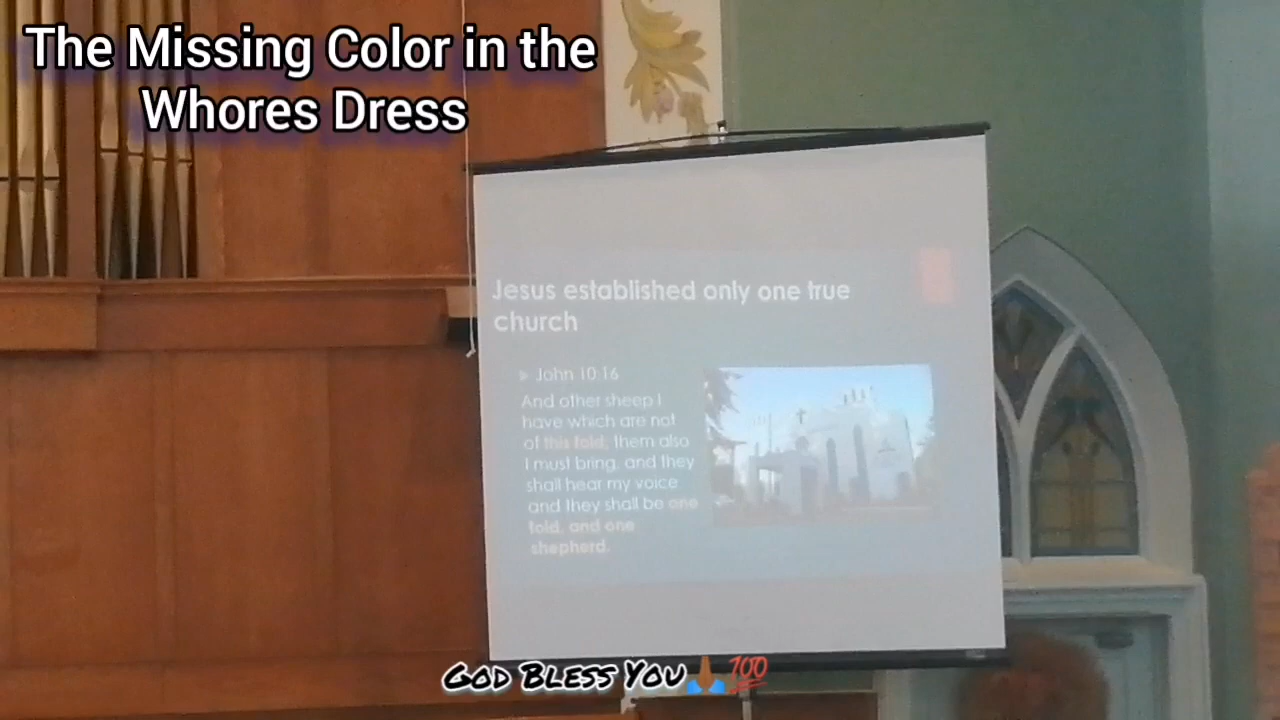 The Missing Color in the
Whores Dress
Jesus established only one true
church
John 10:16
And other sheep I
have which are not
of this fold: them also
I must bring, and they
shall hear my voice
and they shall be one
fold, and one
shepherd.
God Bless You🙏🏾💯